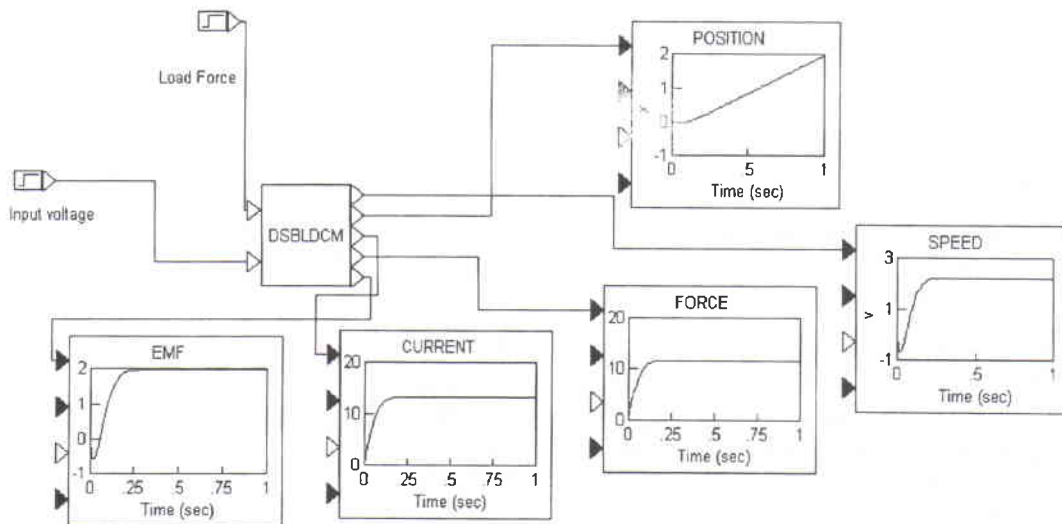 Load Force
Input voltage
DSBLDCM
POSITION
2
1
0
-1
x
0 .5 1
Time (sec)
SPEED
3
1
-1
v
0 .5 1
Time (sec)
FORCE
20
10
0
0 .25 .5 .75 1
Time (sec)
CURRENT
20
10
0
0 .25 .5 .75 1
Time (sec)
EMF
2
1
0
-1
0 .25 .5 .75 1
Time (sec)